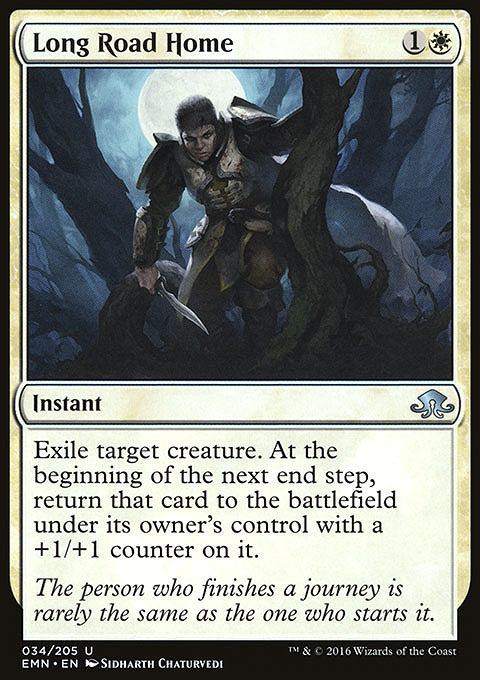 Long Road Home 1
Instant
Exile target creature. At the
beginning of the next end step,
return that card to the battlefield
under its owner's control with a
+1/+1 counter on it.
The person who finishes a journey is
rarely the same as the one who starts it.
034/205 U
EMN • EN Sidharth Chaturvedi
™ & © 2016 Wizards of the Coast